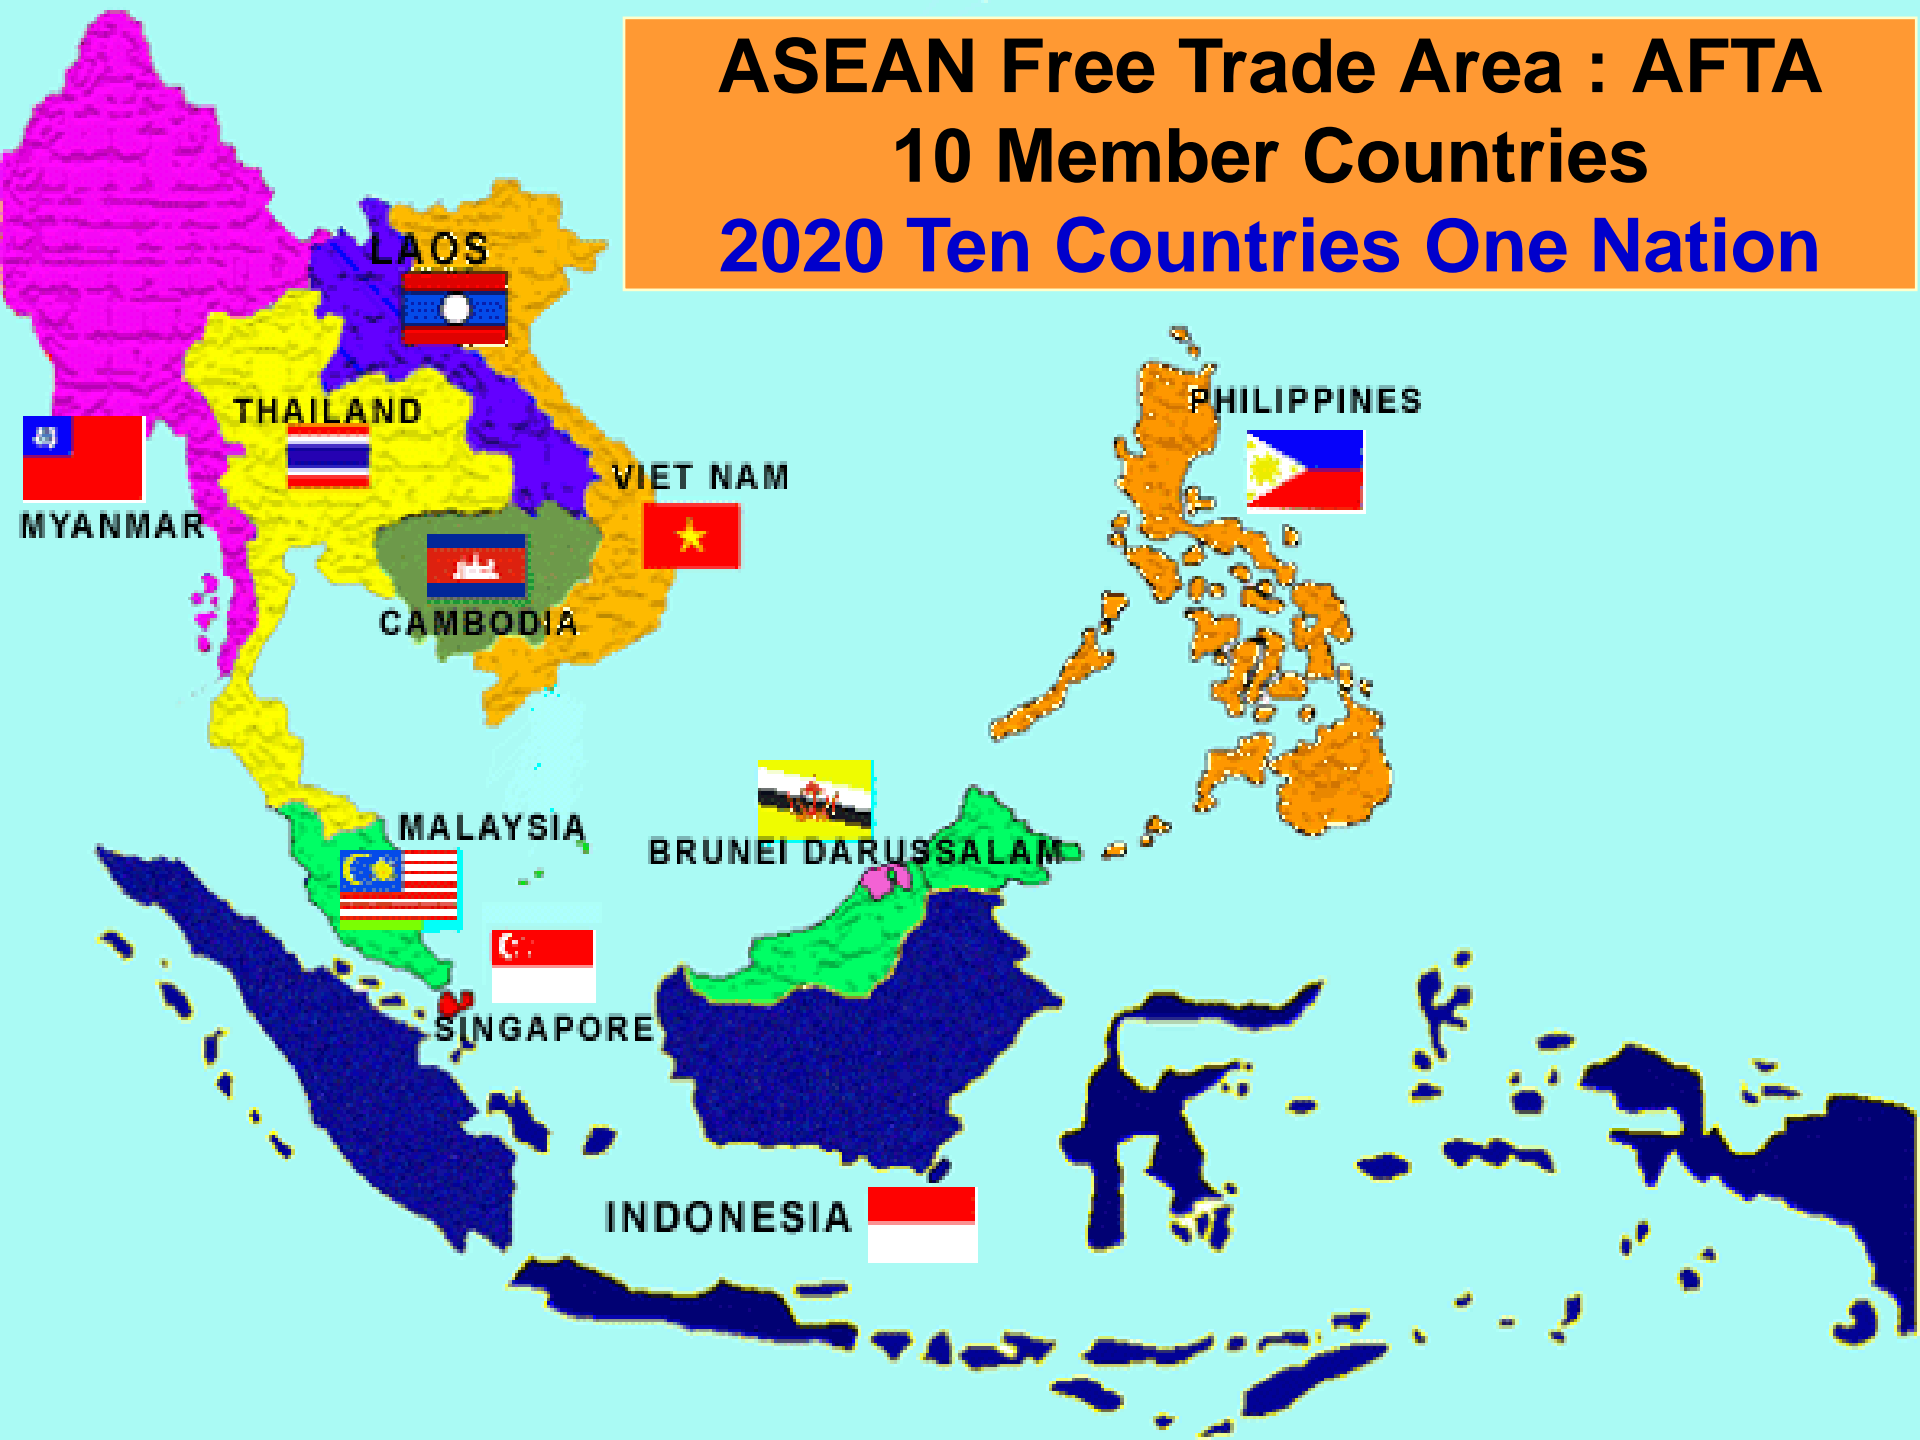 ASEAN Free Trade Area : AFTA
10 Member Countries
2020 Ten Countries One Nation
LAOS
PHILIPPINES
THAILAND
VIET NAM
MYANMAR
CAMBODIA
MALAYSIA
BRUNEI DARUSSALAM
SINGAPORE
INDONESIA